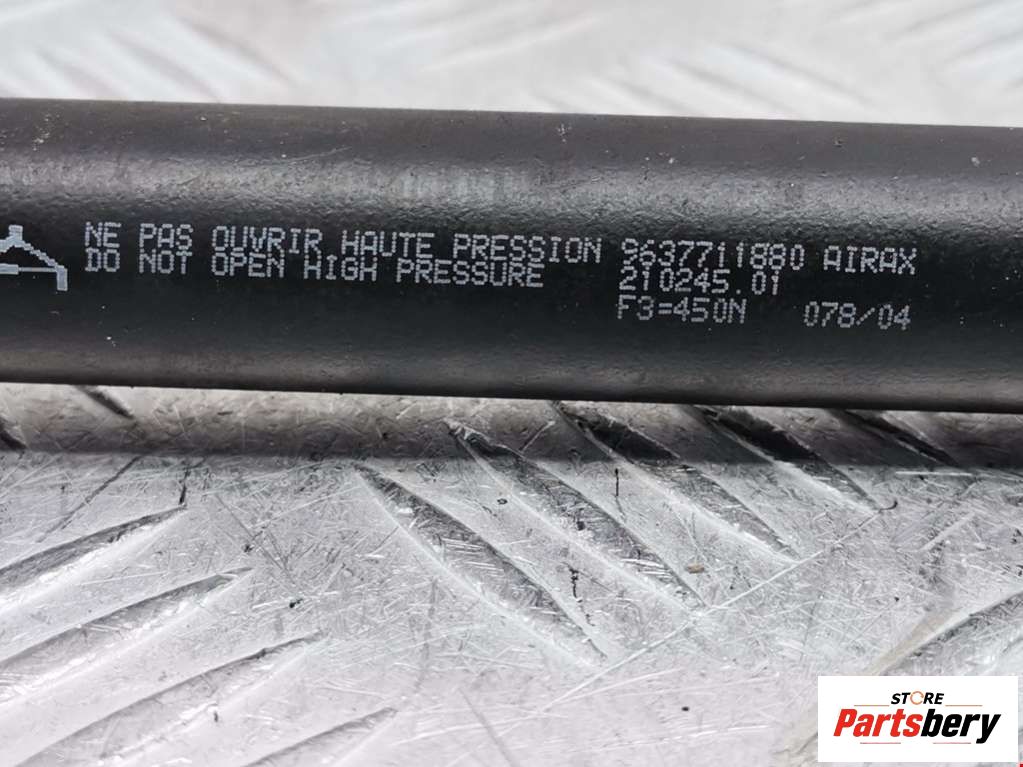 NE PAS OUVRIR HAUTE PRESSION 9637711880 AIRAX
DO NOT OPEN HIGH PRESSURE 210245.01
F3=450N 078/04
STORE
Partsbery